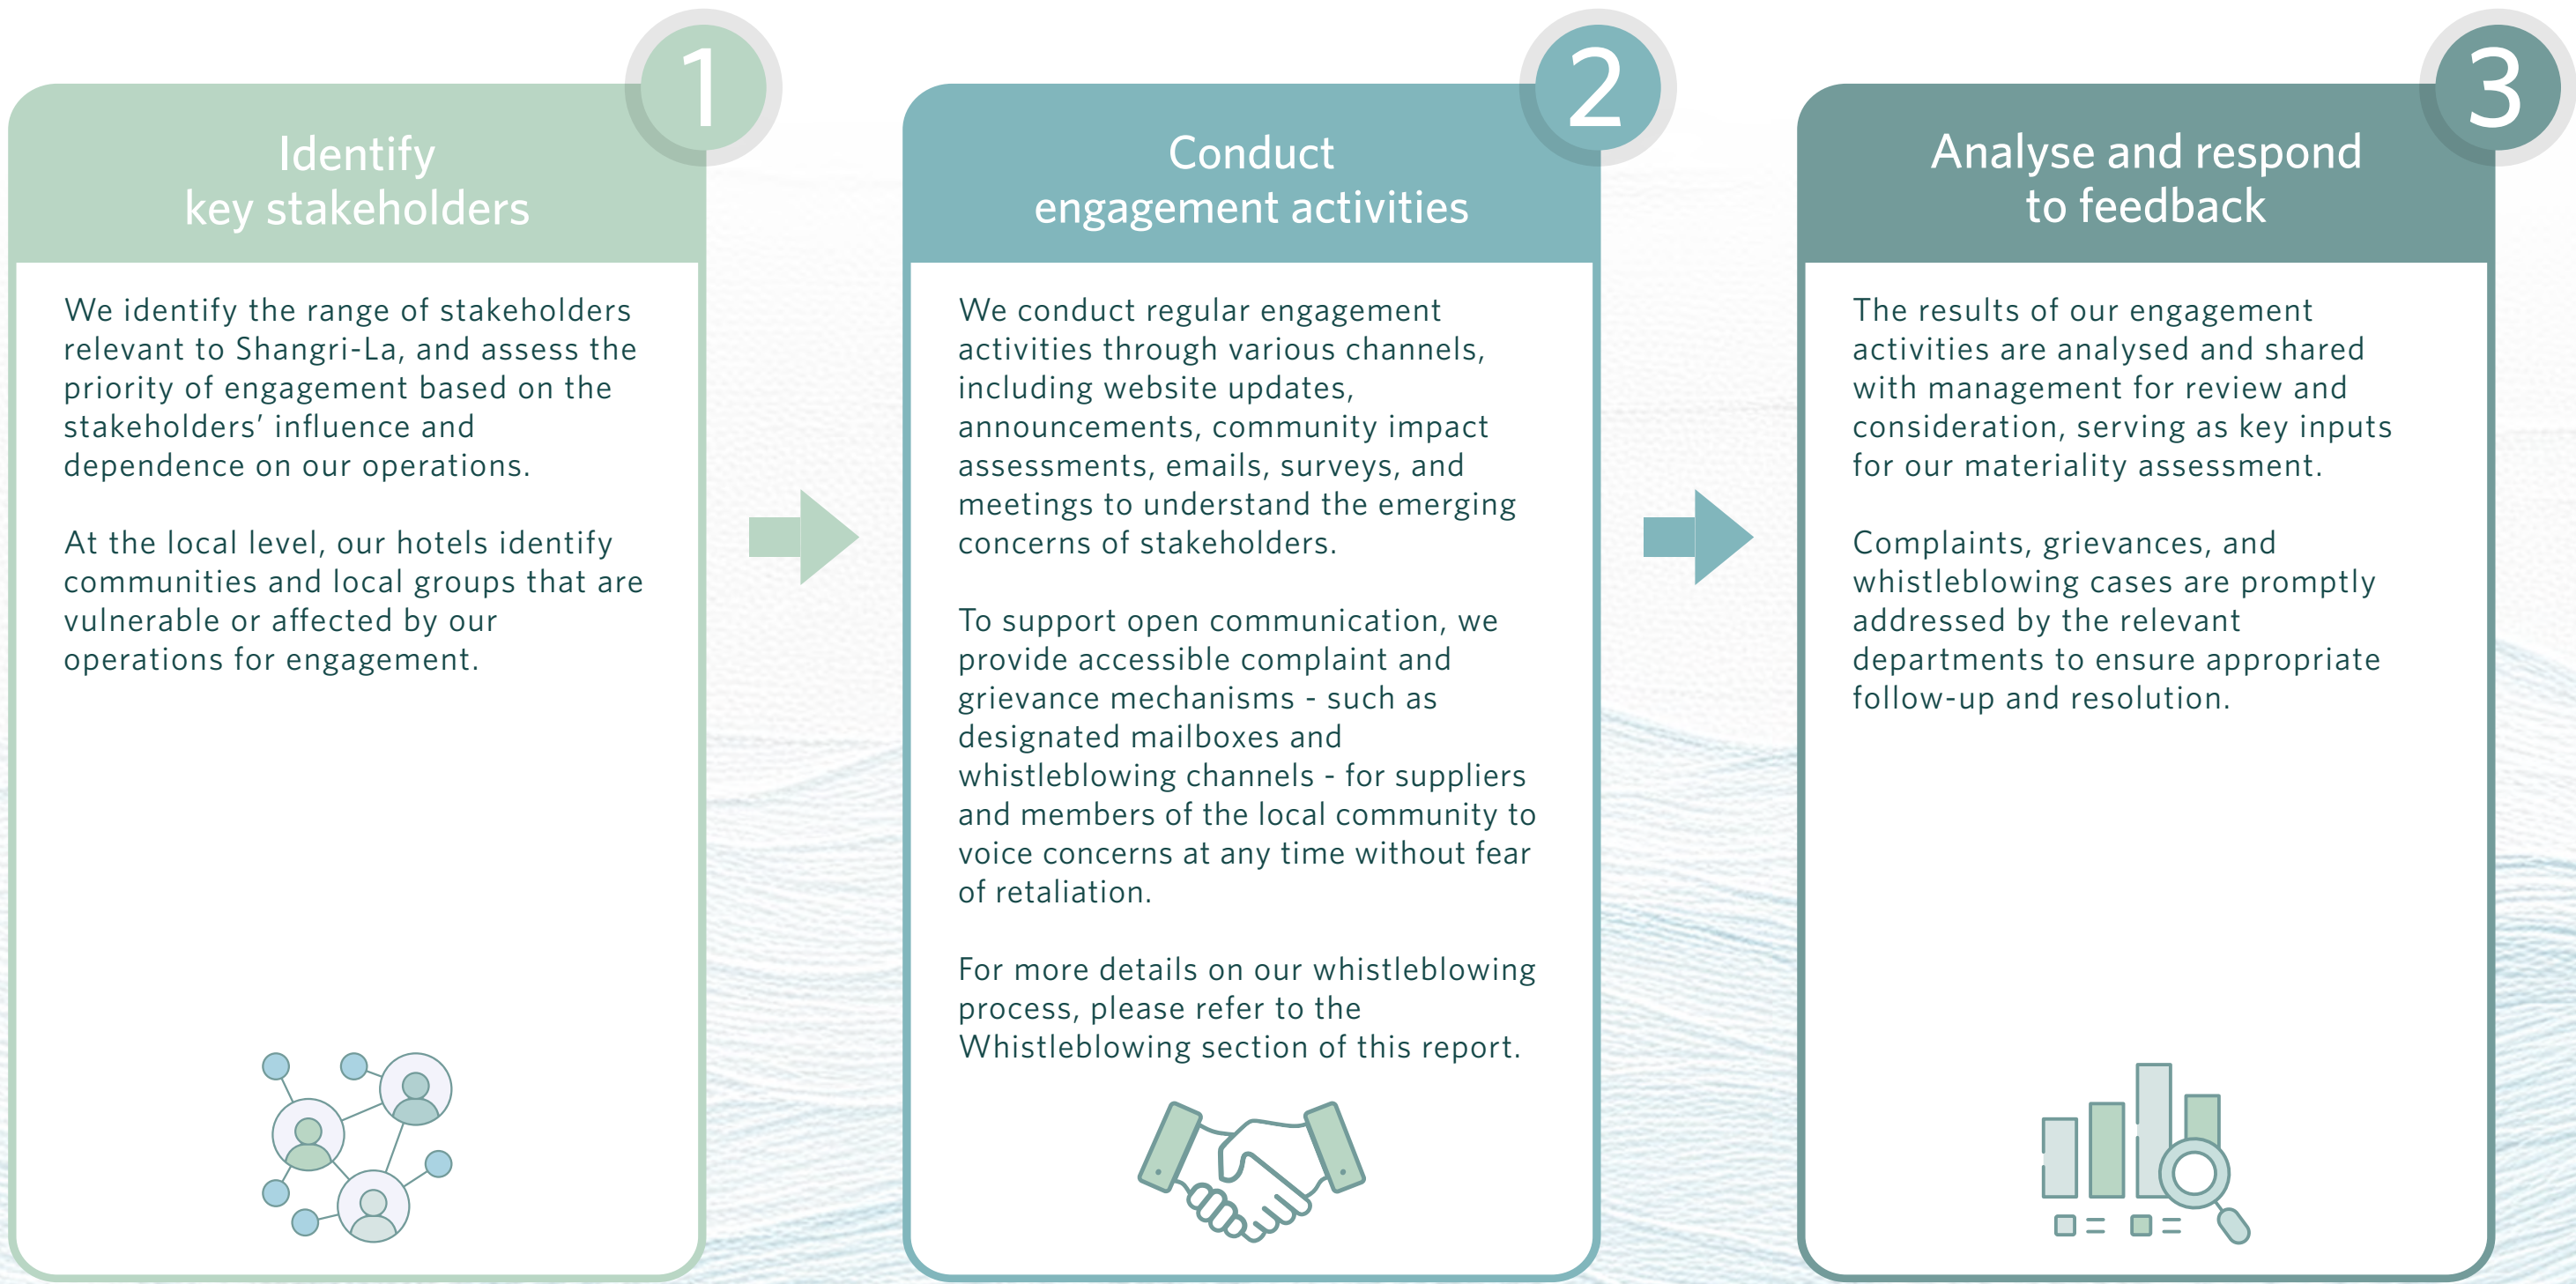 1
Identify
key stakeholders
We identify the range of stakeholders
relevant to Shangri-La, and assess the
priority of engagement based on the
stakeholders’ influence and
dependence on our operations.
At the local level, our hotels identify
communities and local groups that are
vulnerable or affected by our
operations for engagement.
2
Conduct
engagement activities
We conduct regular engagement
activities through various channels,
including website updates,
announcements, community impact
assessments, emails, surveys, and
meetings to understand the emerging
concerns of stakeholders.
To support open communication, we
provide accessible complaint and
grievance mechanisms - such as
designated mailboxes and
whistleblowing channels - for suppliers
and members of the local community to
voice concerns at any time without fear
of retaliation.
For more details on our whistleblowing
process, please refer to the
Whistleblowing section of this report.
3
Analyse and respond
to feedback
The results of our engagement
activities are analysed and shared
with management for review and
consideration, serving as key inputs
for our materiality assessment.
Complaints, grievances, and
whistleblowing cases are promptly
addressed by the relevant
departments to ensure appropriate
follow-up and resolution.